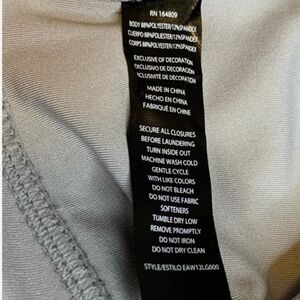 RN 164809
BODY 88%POLYESTER/12%SPANDEX
CUERPO 88%POLYESTER/12%SPANDEX
CORPS 88%POLYESTER/12%SPANDEX
EXCLUSIVE OF DECORATION
EXCLUSIVO DE DECORACIÓN
EXCLUSIVITÉ DE DÉCORATION
MADE IN CHINA
HECHO EN CHINA
FABRIQUÉ EN CHINE
SECURE ALL CLOSURES
BEFORE LAUNDERING
TURN INSIDE OUT
MACHINE WASH COLD
GENTLE CYCLE
WITH LIKE COLORS
DO NOT BLEACH
DO NOT USE FABRIC
SOFTENERS
TUMBLE DRY LOW
REMOVE PROMPTLY
DO NOT IRON
DO NOT DRY CLEAN
STYLE/ESTILO EAW12LG000